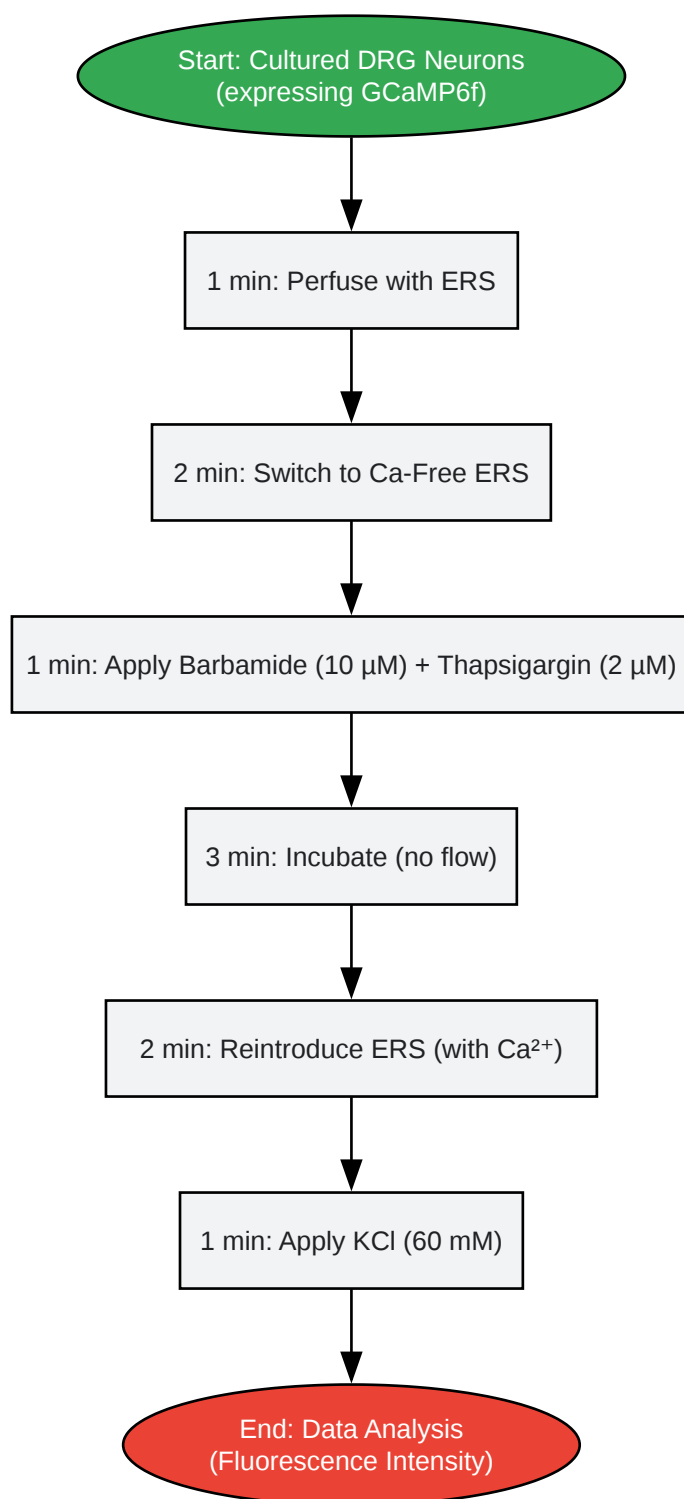 Start: Cultured DRG Neurons
(expressing GCaMP6f)
1 min: Perfuse with ERS
2 min: Switch to Ca-Free ERS
1 min: Apply Barbamide (10 µM) + Thapsigargin (2 µM)
3 min: Incubate (no flow)
2 min: Reintroduce ERS (with Ca²⁺)
1 min: Apply KCl (60 mM)
End: Data Analysis
(Fluorescence Intensity)